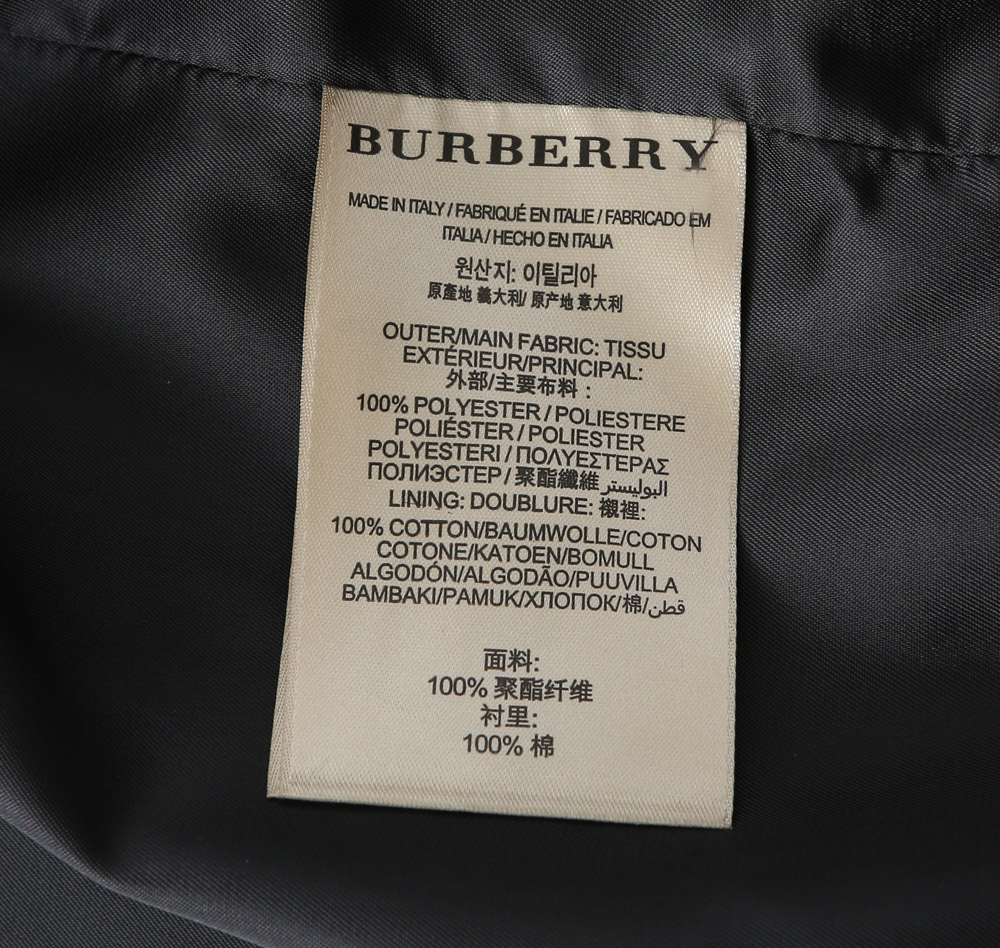 BURBERRY
MADE IN ITALY / FABRIQUÉ EN ITALIE / FABRICADO EM
ITALIA / HECHO EN ITALIA
원산지: 이틸리아
原產地 義大利/ 原产地 意大利
OUTER/MAIN FABRIC: TISSU
EXTÉRIEUR/PRINCIPAL:
外部/主要布料 :
100% POLYESTER / POLIESTERE
POLIÉSTER / POLIESTER
POLYESTERI / ΠΟΛΥΕΣΤΕΡΑΣ
ПОЛИЭСТЕР / 聚酯纖維 البوليستر
LINING: DOUBLURE: 襯裡:
100% COTTON/BAUMWOLLE/COTON
COTONE/KATOEN/BOMULL
ALGODÓN/ALGODÃO/PUUVILLA
BAMBAKI/PAMUK/ХЛОПОК/棉/قطن
面料:
100% 聚酯纤维
衬里:
100% 棉